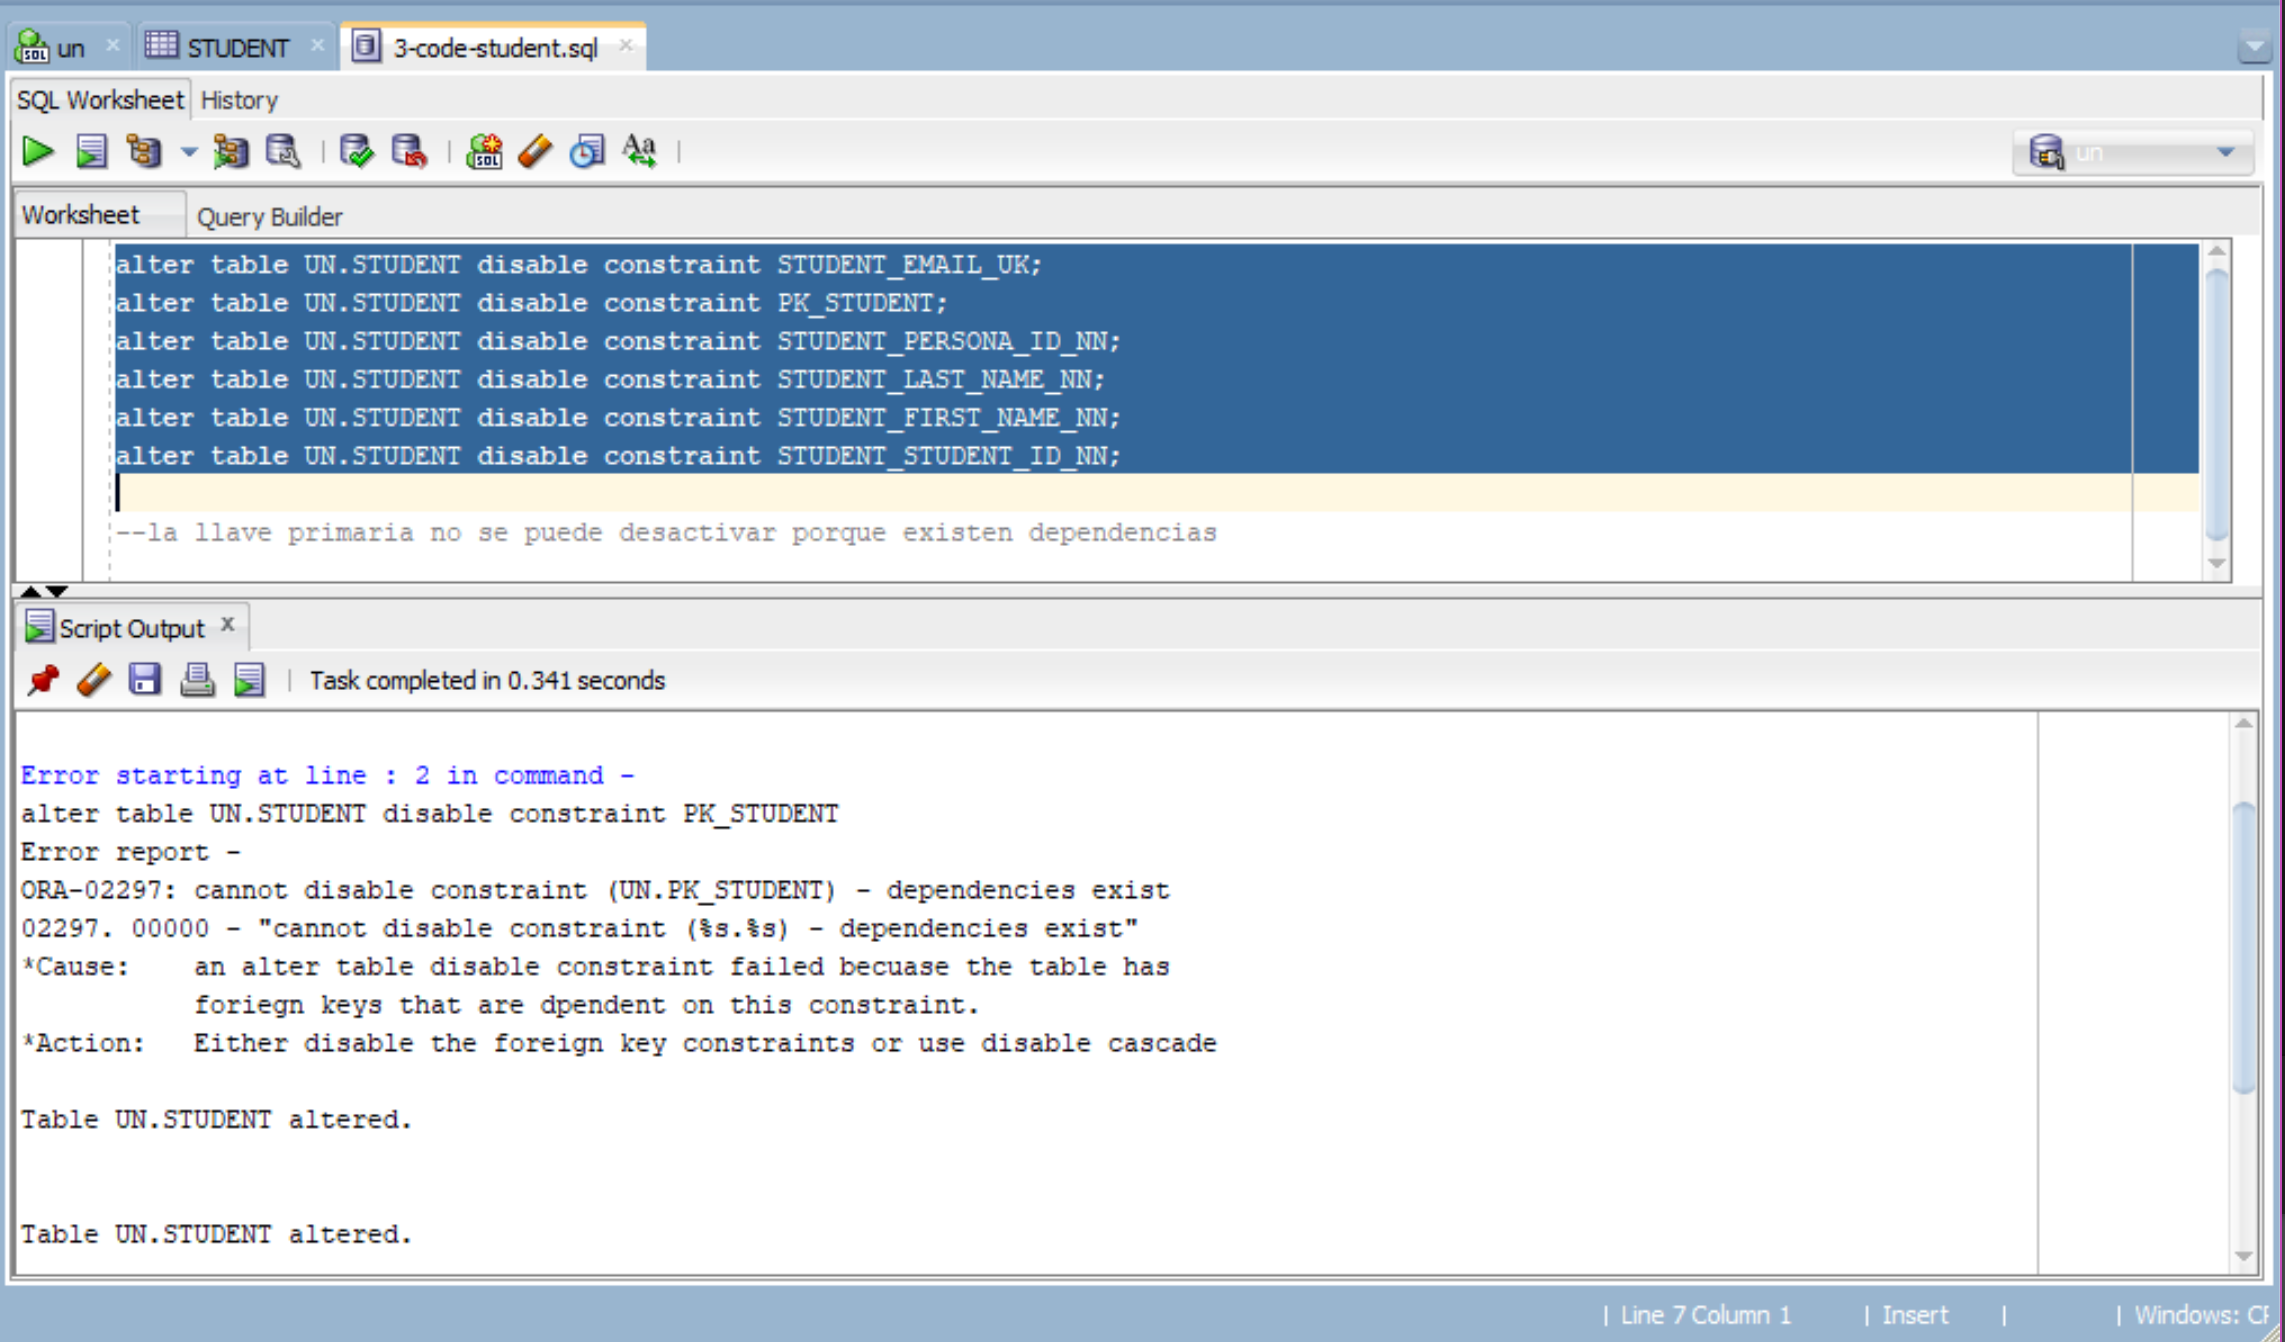 un
STUDENT
3-code-student.sql
SQL Worksheet History
un
Worksheet Query Builder
alter table UN.STUDENT disable constraint STUDENT_EMAIL_UK;
alter table UN.STUDENT disable constraint PK_STUDENT;
alter table UN.STUDENT disable constraint STUDENT_PERSONA_ID_NN;
alter table UN.STUDENT disable constraint STUDENT_LAST_NAME_NN;
alter table UN.STUDENT disable constraint STUDENT_FIRST_NAME_NN;
alter table UN.STUDENT disable constraint STUDENT_STUDENT_ID_NN;
--la llave primaria no se puede desactivar porque existen dependencias
Script Output x
Task completed in 0.341 seconds
Error starting at line : 2 in command -
alter table UN.STUDENT disable constraint PK_STUDENT
Error report -
ORA-02297: cannot disable constraint (UN.PK_STUDENT) - dependencies exist
02297. 00000 - "cannot disable constraint (%s.%s) - dependencies exist"
*Cause: an alter table disable constraint failed becuase the table has
foriegn keys that are dpendent on this constraint.
*Action: Either disable the foreign key constraints or use disable cascade
Table UN.STUDENT altered.
Table UN.STUDENT altered.
| Line 7 Column 1 | Insert | | Windows: CF